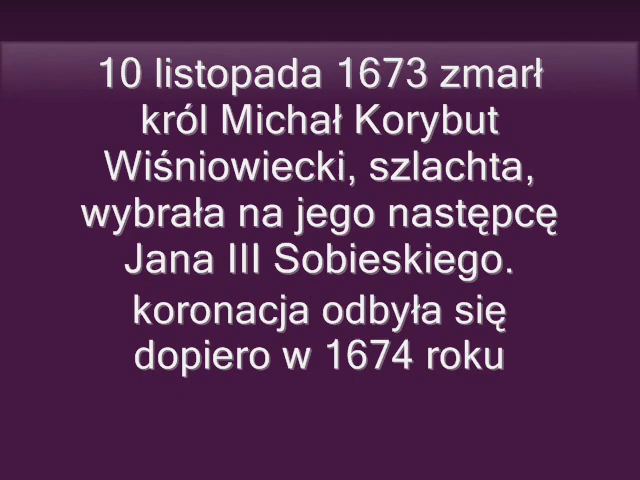 10 listopada 1673 zmarł
król Michał Korybut
Wiśniowiecki, szlachta,
wybrała na jego następcę
Jana III Sobieskiego.
koronacja odbyła się
dopiero w 1674 roku